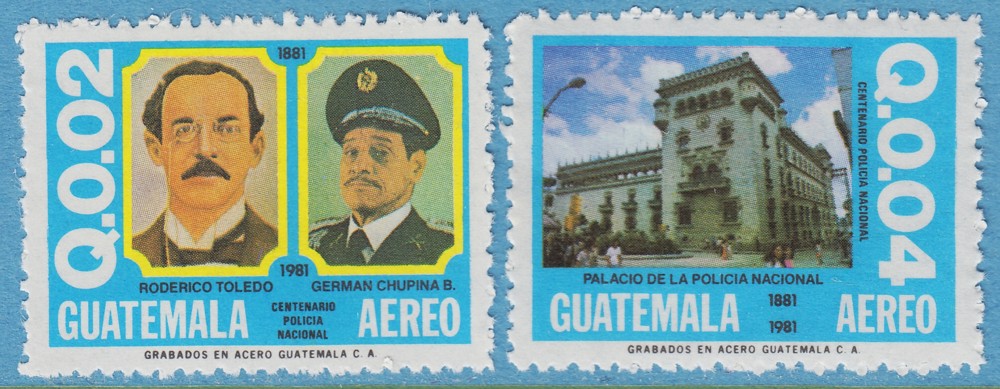 Q.0.02
1881
1981
RODERICO TOLEDO
GERMAN CHUPINA B.
GUATEMALA
CENTENARIO
POLICIA
NACIONAL
AEREO
GRABADOS EN ACERO GUATEMALA C. A.
Q.0.04
CENTENARIO POLICIA NACIONAL
PALACIO DE LA POLICIA NACIONAL
GUATEMALA
1881
1981
AEREO
GRABADOS EN ACERO GUATEMALA C. A.